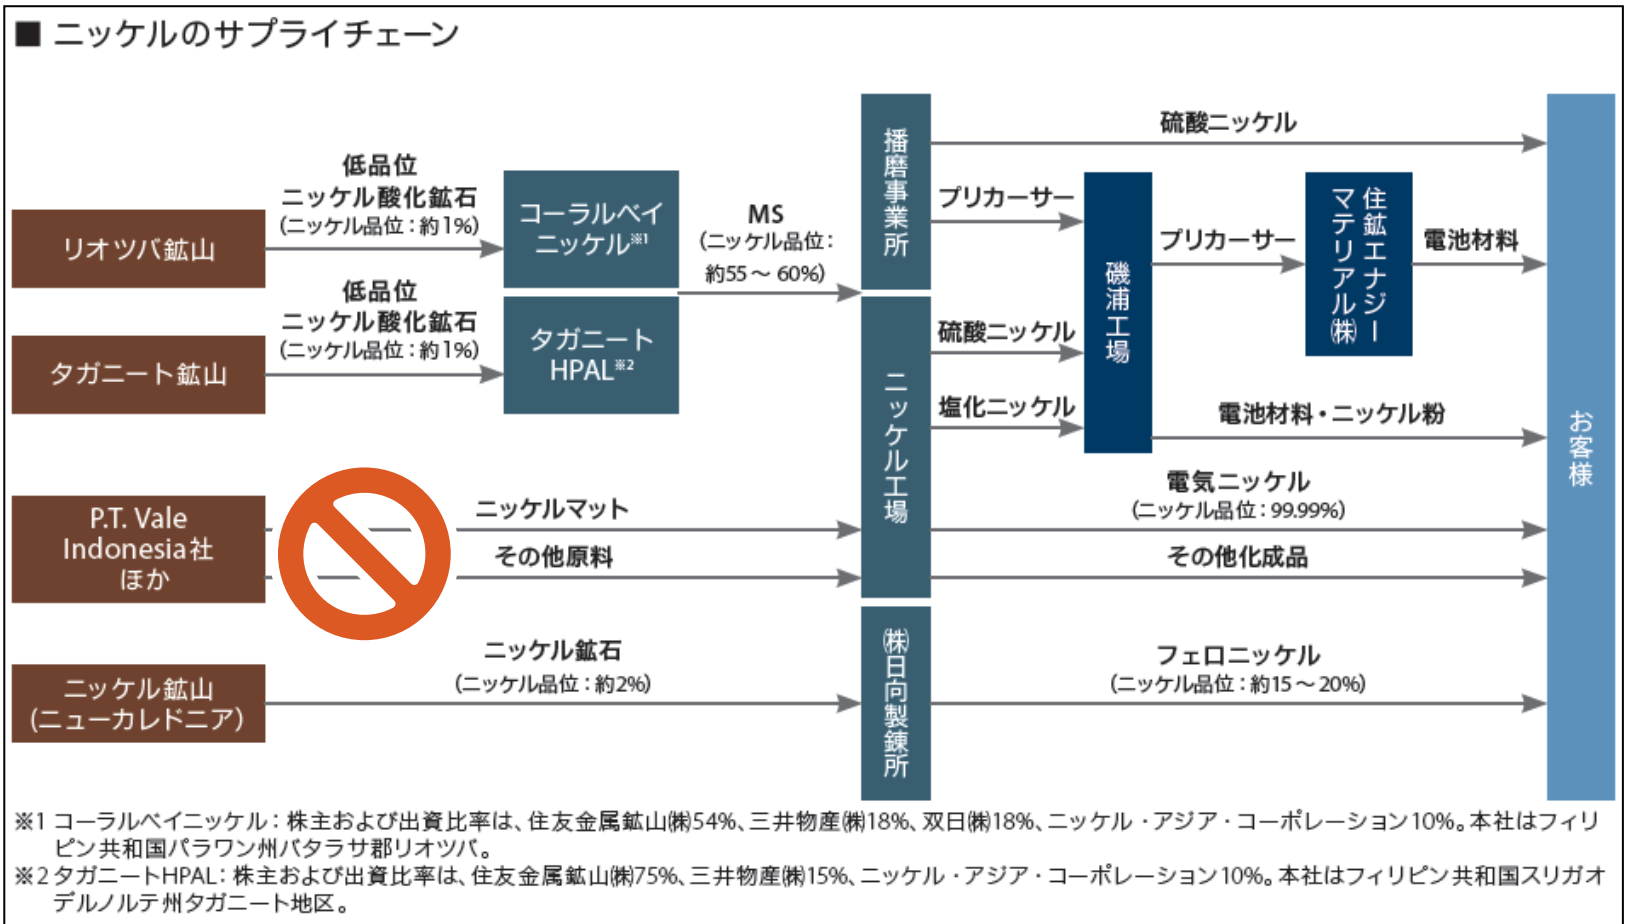 ■ ニッケルのサプライチェーン
低品位
ニッケル酸化鉱石
(ニッケル品位：約1%)
リオツバ鉱山
コーラルベイ
ニッケル※1
MS
(ニッケル品位：
約55～60%)
低品位
ニッケル酸化鉱石
(ニッケル品位：約1%)
タガニート鉱山
タガニート
HPAL※2
播磨事業所
硫酸ニッケル
プリカーサー
磯浦工場
プリカーサー
住鉱エナジー
マテリアル㈱
電池材料
ニッケル工場
硫酸ニッケル
塩化ニッケル
電池材料・ニッケル粉
お客様
P.T. Vale
Indonesia社
ほか
ニッケルマット
その他原料
電気ニッケル
(ニッケル品位：99.99%)
その他化成品
ニッケル鉱山
(ニューカレドニア)
ニッケル鉱石
(ニッケル品位：約2%)
㈱日向製錬所
フェロニッケル
(ニッケル品位：約15～20%)
※1 コーラルベイニッケル：株主および出資比率は、住友金属鉱山㈱54%、三井物産㈱18%、双日㈱18%、ニッケル・アジア・コーポレーション10%。本社はフィリ
ピン共和国パラワン州バタラサ郡リオツバ。
※2 タガニートHPAL：株主および出資比率は、住友金属鉱山㈱75%、三井物産㈱15%、ニッケル・アジア・コーポレーション10%。本社はフィリピン共和国スリガオ
デルノルテ州タガニート地区。